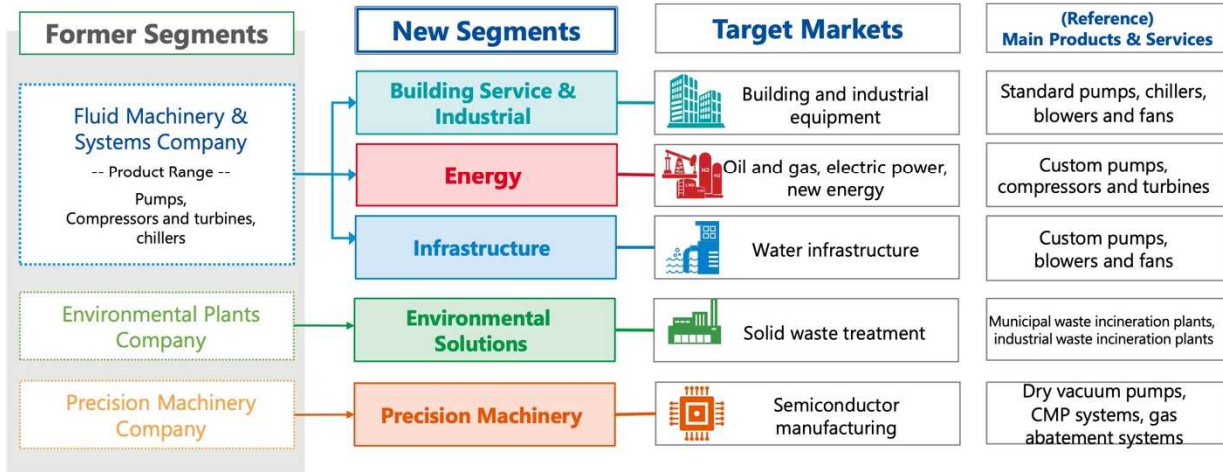 Former Segments
New Segments
Target Markets
(Reference)
Main Products & Services
Fluid Machinery &
Systems Company
-- Product Range --
Pumps,
Compressors and turbines,
chillers
Building Service &
Industrial
Building and industrial
equipment
Standard pumps, chillers,
blowers and fans
Energy
Oil and gas, electric power,
new energy
Custom pumps,
compressors and turbines
Infrastructure
Water infrastructure
Custom pumps,
blowers and fans
Environmental Plants
Company
Environmental
Solutions
Solid waste treatment
Municipal waste incineration plants,
industrial waste incineration plants
Precision Machinery
Company
Precision Machinery
Semiconductor
manufacturing
Dry vacuum pumps,
CMP systems, gas
abatement systems